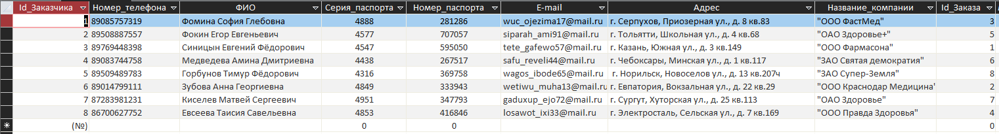 Id_Заказчика Номер_телефона ФИО Серия_паспорта Номер_паспорта E-mail Адрес Название_компании Id_Заказа
1 89085757319 Фомина София Глебовна 4888 281286 wuc_ojezima17@mail.ru г. Серпухов, Приозерная ул., д. 8 кв.83 "ООО ФастМед" 3
2 89508887557 Фокин Егор Евгеньевич 4577 707057 siparah_ami91@mail.ru г. Тольятти, Школьная ул., д. 4 кв.68 "ОАО Здоровье+" 5
3 89769448398 Синицын Евгений Фёдорович 4547 595050 tete_gafewo57@mail.ru г. Казань, Южная ул., д. 3 кв.149 "ООО Фармасона" 1
4 89083744758 Медведева Амина Дмитриевна 4438 267517 safu_reveli44@mail.ru г. Чебоксары, Минская ул., д. 1 кв.117 "ЗАО Святая демократия" 6
5 89509489783 Горбунов Тимур Фёдорович 4316 369758 wagos_ibode65@mail.ru г. Норильск, Новоселов ул., д. 13 кв.207ч "ЗАО Супер-Земля" 8
6 89014799111 Зубова Анна Георгиевна 4849 333943 wetiwu_muha13@mail.ru г. Евпатория, Вокзальная ул., д. 22 кв.29 "ООО Краснодар Медицина" 2
7 87283981231 Киселев Матвей Сергеевич 4951 347793 gaduxup_ejo72@mail.ru г. Сургут, Хуторская ул., д. 25 кв.113 "ОАО Здоровье" 7
8 86700627752 Евсеева Таисия Савельевна 4853 416846 losawot_ixi33@mail.ru г. Электросталь, Сельская ул., д. 7 кв.169 "ООО Правда Здоровья" 4
(№) 0 0 0